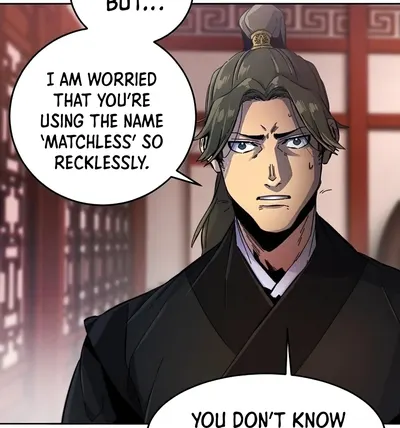 BUT...
I AM WORRIED
THAT YOU'RE
USING THE NAME
'MATCHLESS' SO
RECKLESSLY.
YOU DON'T KNOW